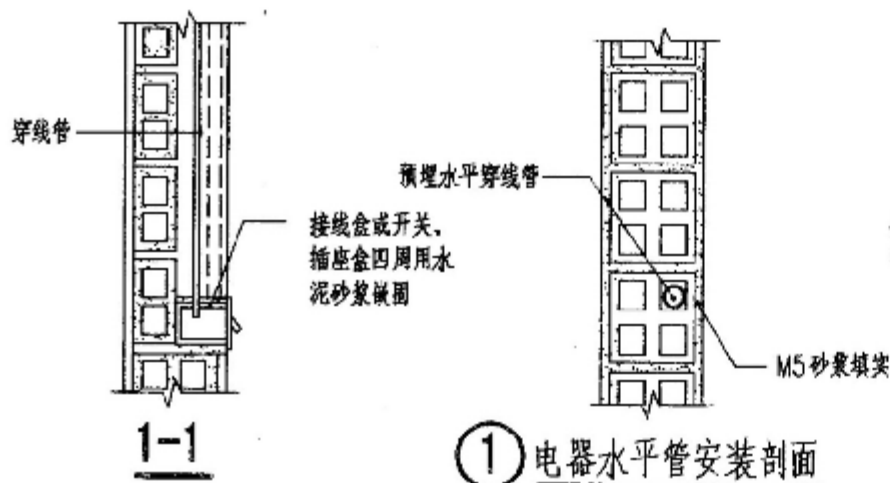 穿线管
接线盒或开关、
插座盒四周用水
泥砂浆嵌固
1-1
预埋水平穿线管
M5砂浆填实
1 电器水平管安装剖面